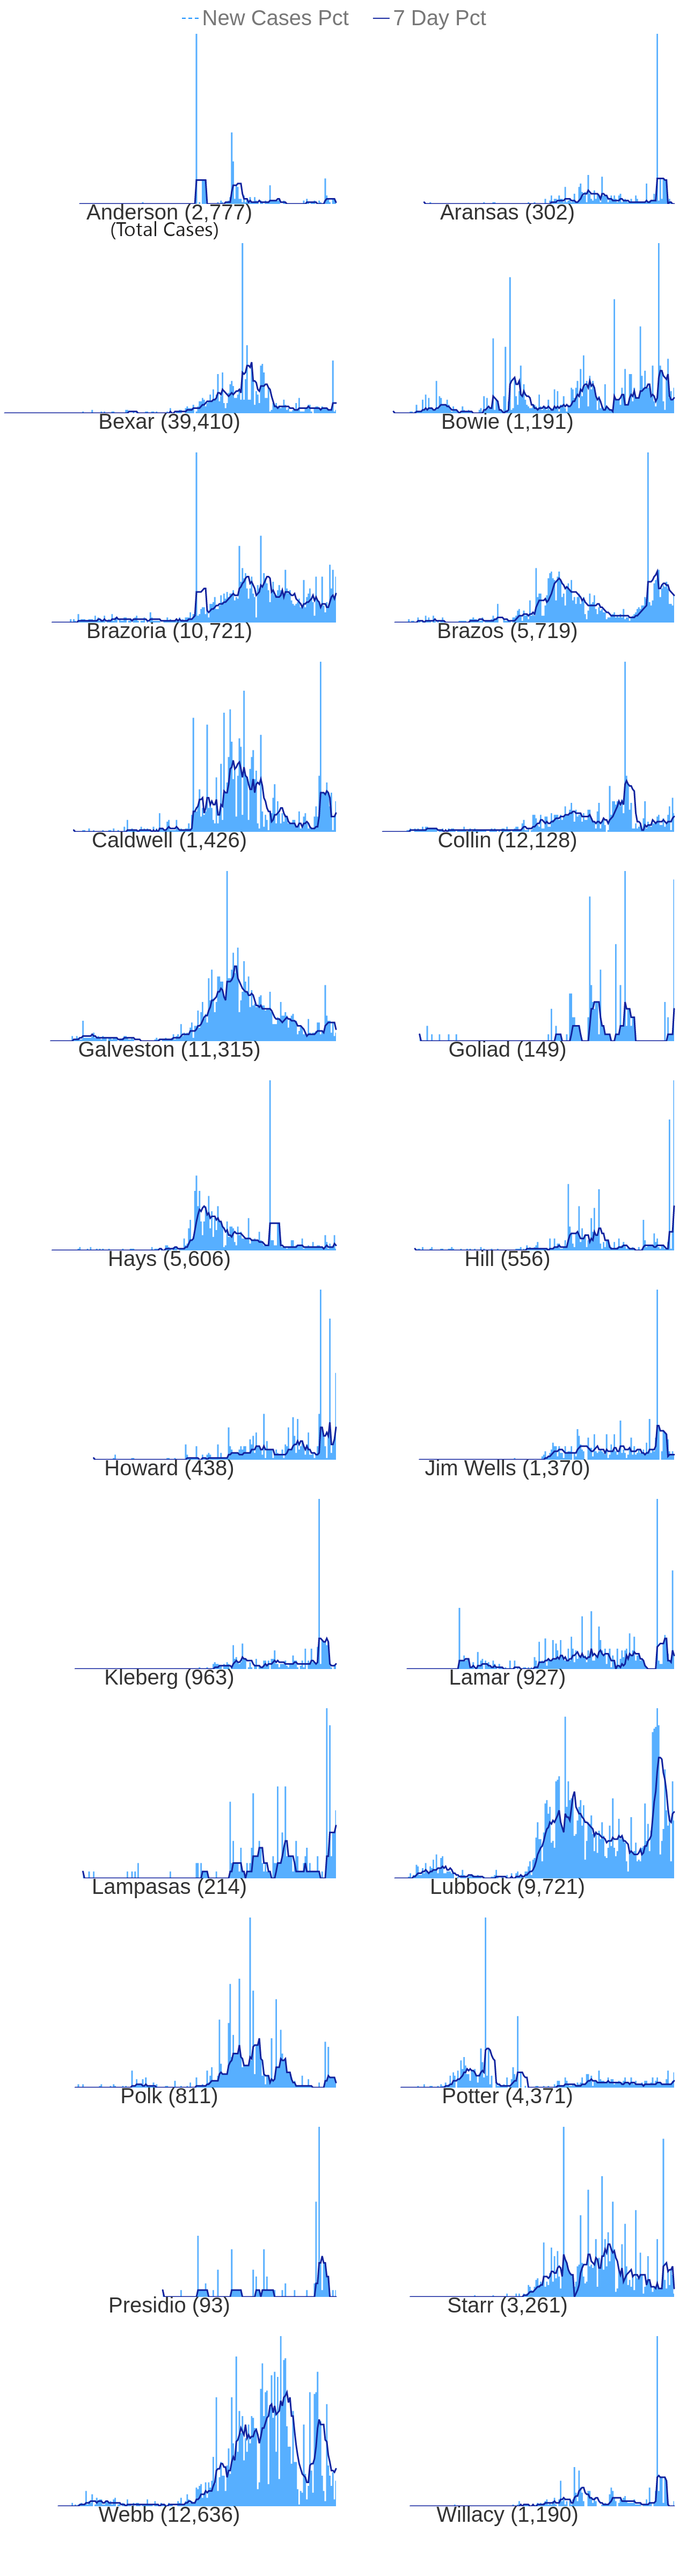 New Cases Pct 7 Day Pct
Anderson (2,777) Aransas (302)
(Total Cases)
Bexar (39,410) Bowie (1,191)
Brazoria (10,721) Brazos (5,719)
Caldwell (1,426) Collin (12,128)
Galveston (11,315) Goliad (149)
Hays (5,606) Hill (556)
Howard (438) Jim Wells (1,370)
Kleberg (963) Lamar (927)
Lampasas (214) Lubbock (9,721)
Polk (811) Potter (4,371)
Presidio (93) Starr (3,261)
Webb (12,636) Willacy (1,190)